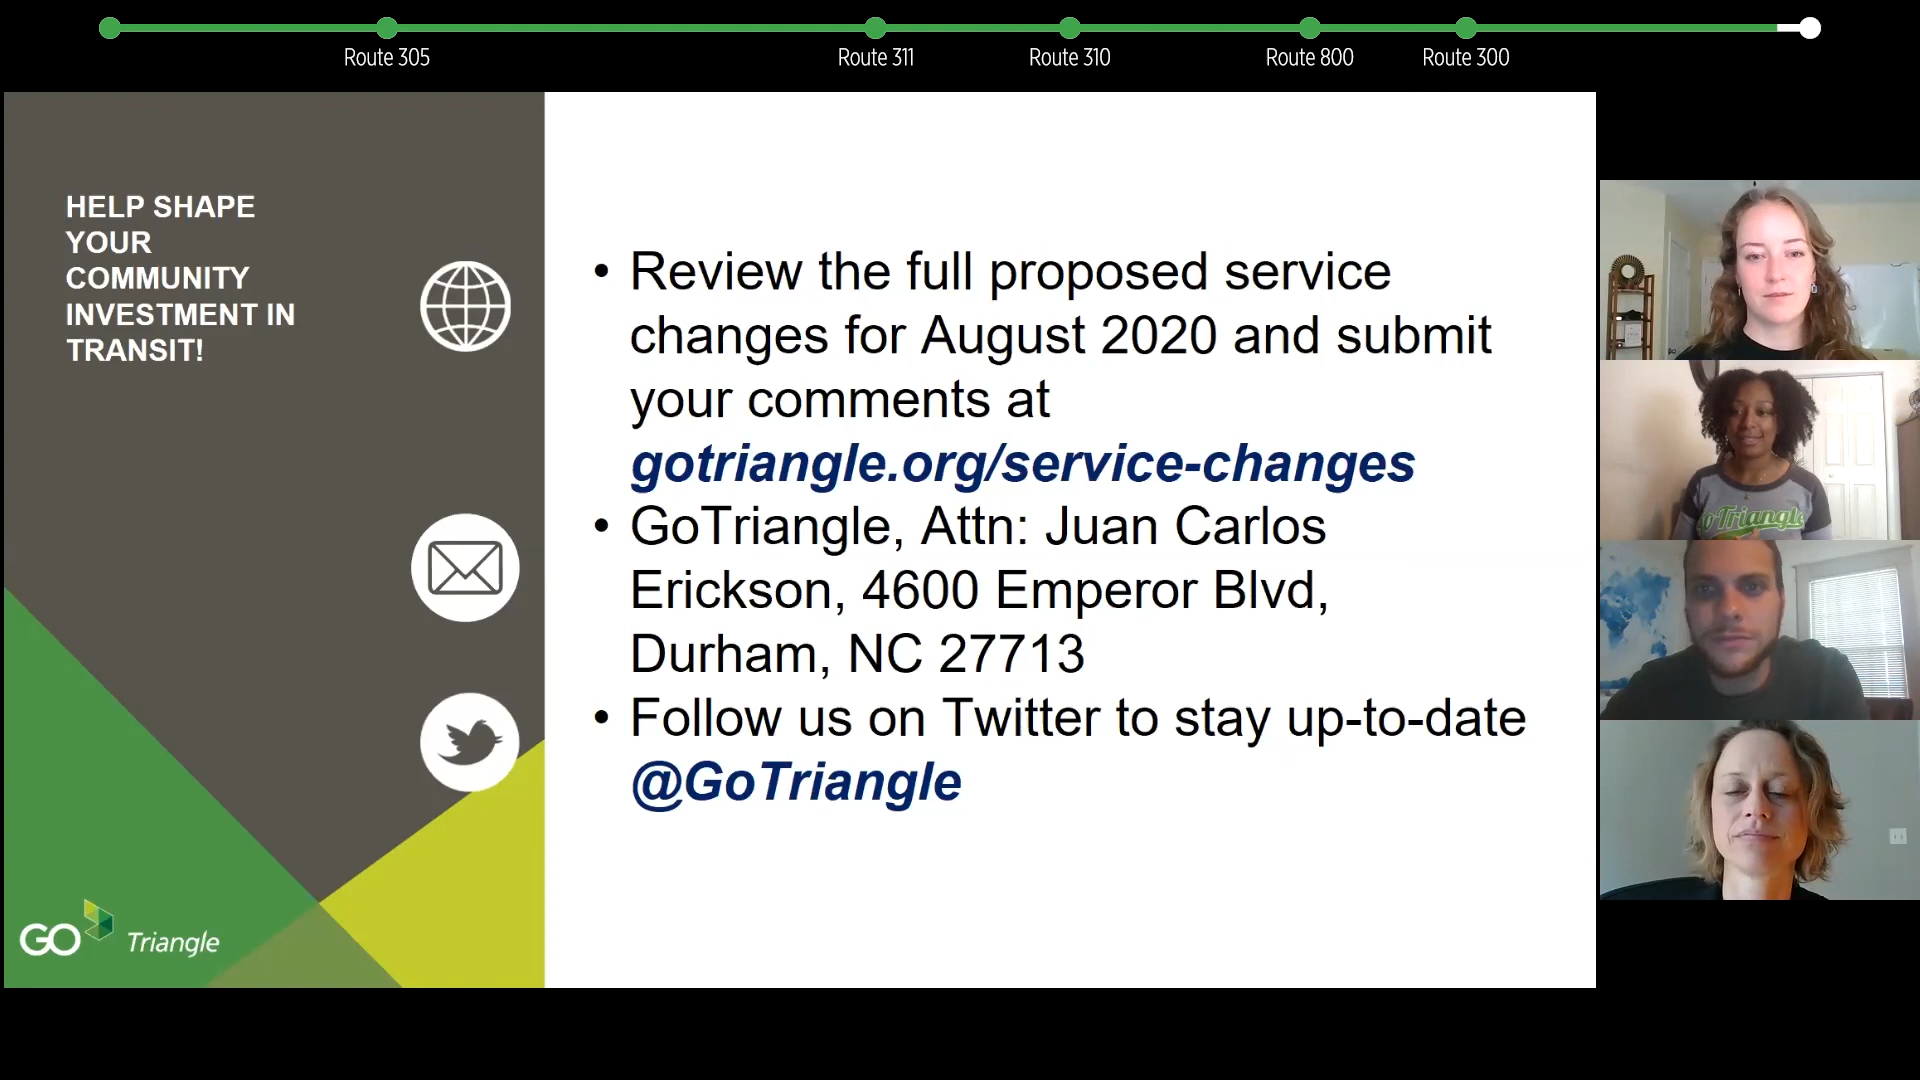 Route 305
Route 311
Route 310
Route 800
Route 300
HELP SHAPE
YOUR
COMMUNITY
INVESTMENT IN
TRANSIT!
• Review the full proposed service
changes for August 2020 and submit
your comments at
gotriangle.org/service-changes
• GoTriangle, Attn: Juan Carlos
Erickson, 4600 Emperor Blvd,
Durham, NC 27713
• Follow us on Twitter to stay up-to-date
@GoTriangle
GO Triangle
Go Triangle